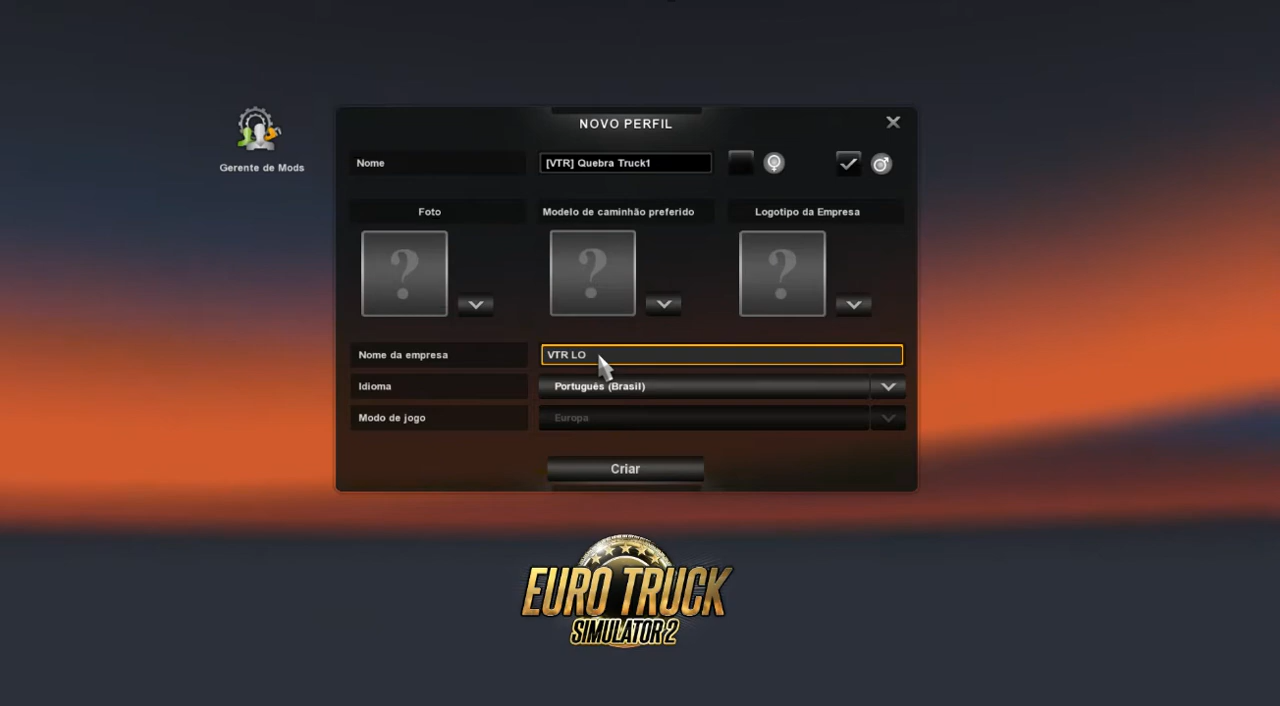 NOVO PERFIL
Gerente de Mods
Nome
[VTR] Quebra Truck1
Foto
Modelo de caminhão preferido
Logotipo da Empresa
?
?
?
Nome da empresa
VTR LO
Idioma
Português (Brasil)
Modo de jogo
Europa
Criar
EURO TRUCK
SIMULATOR 2